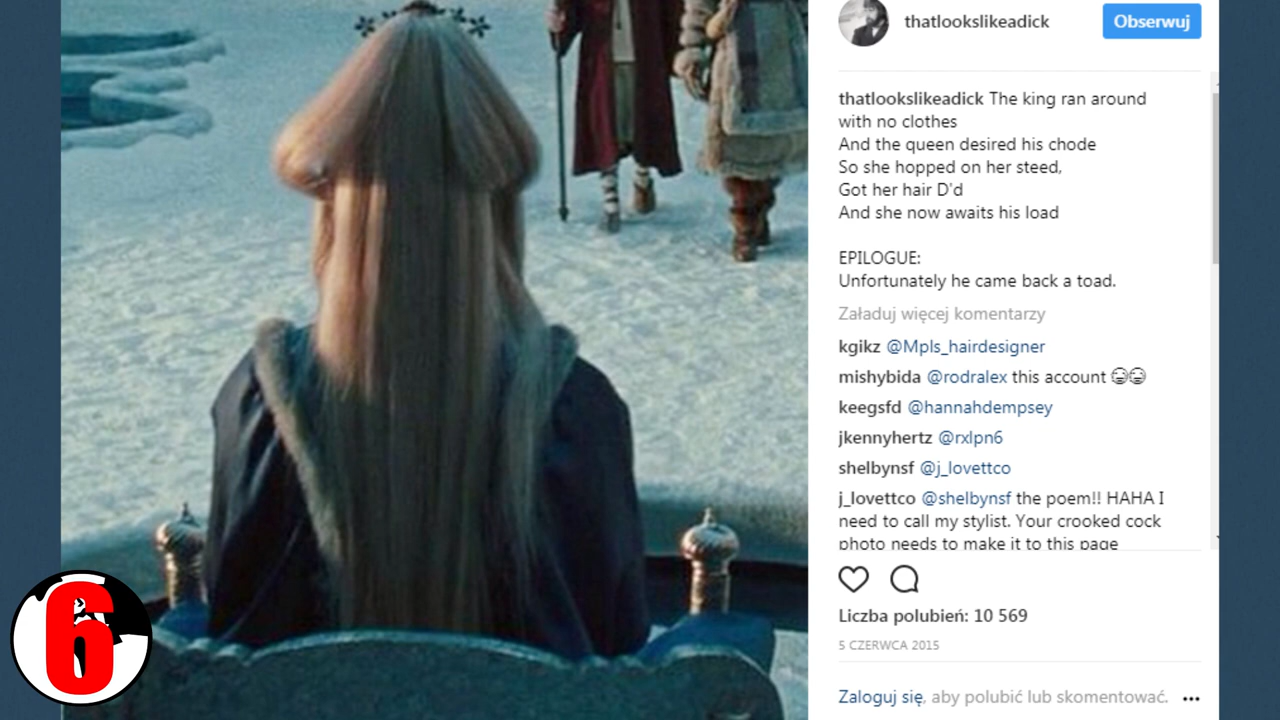 thatlookslikeadick
Obserwuj
thatlookslikeadick The king ran around
with no clothes
And the queen desired his chode
So she hopped on her steed,
Got her hair D'd
And she now awaits his load
EPILOGUE:
Unfortunately he came back a toad.
Załaduj więcej komentarzy
kgikz @Mpls_hairdesigner
mishybida @rodralex this account 😂😂
keegsfd @hannahdempsey
jkennyhertz @rxlpn6
shelbynsf @j_lovettco
j_lovettco @shelbynsf the poem!! HAHA I
need to call my stylist. Your crooked cock
photo needs to make it to this page
Liczba polubień: 10 569
5 CZERWCA 2015
Zaloguj się, aby polubić lub skomentować.
6